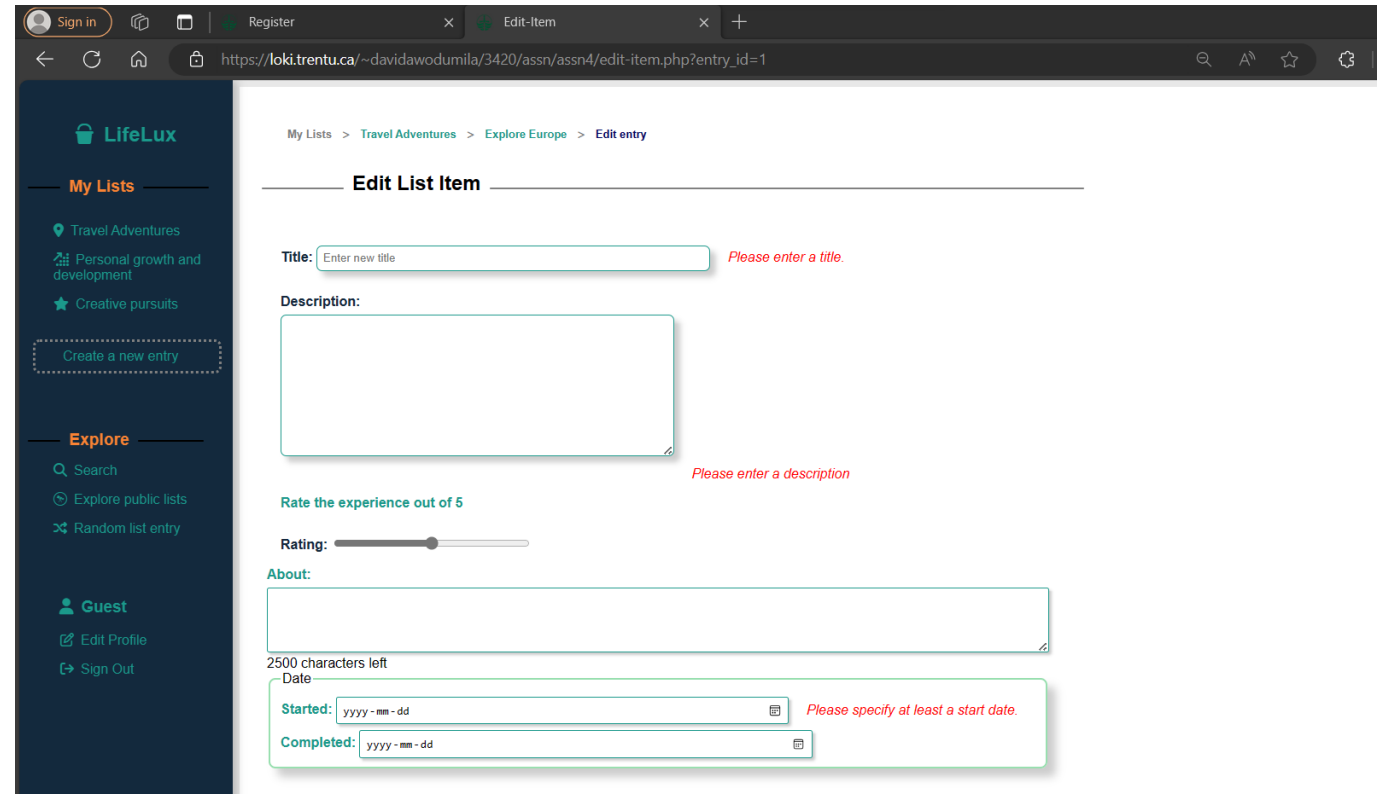 Sign in
Register
Edit-Item
https://loki.trentu.ca/~davidawodumila/3420/assn/assn4/edit-item.php?entry_id=1
LifeLux
My Lists
Travel Adventures
Personal growth and
development
Creative pursuits
Create a new entry
Explore
Search
Explore public lists
Random list entry
Guest
Edit Profile
Sign Out
My Lists > Travel Adventures > Explore Europe > Edit entry
Edit List Item
Title: Enter new title Please enter a title.
Description:
Please enter a description
Rate the experience out of 5
Rating:
About:
2500 characters left
Date
Started: yyyy-mm-dd Please specify at least a start date.
Completed: yyyy-mm-dd